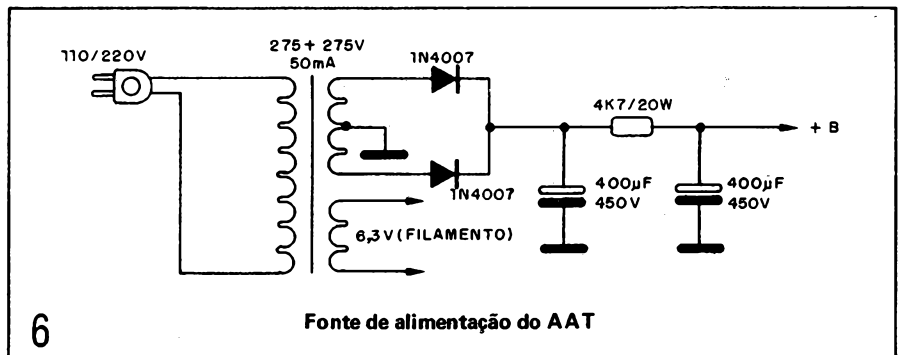 110/220V
275+275V
50mA
1N4007
4K7/20W
+ B
1N4007
400µF
450V
400µF
450V
6,3V (FILAMENTO)
6
Fonte de alimentação do AAT